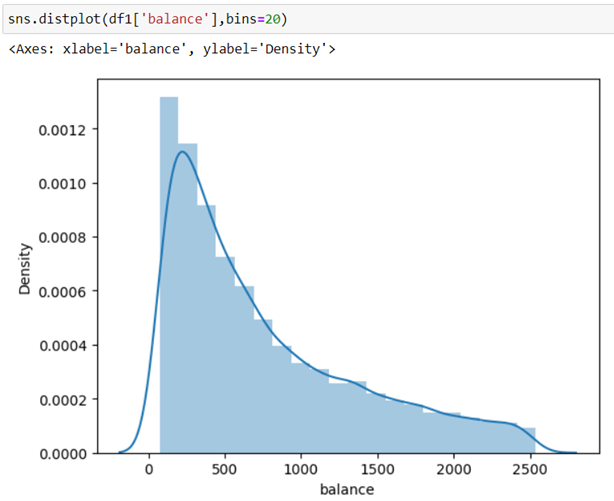 sns.distplot(df1['balance'],bins=20)
<Axes: xlabel='balance', ylabel='Density'>
0.0012
0.0010
0.0008
0.0006
0.0004
0.0002
0.0000
Density
0 500 1000 1500 2000 2500
balance